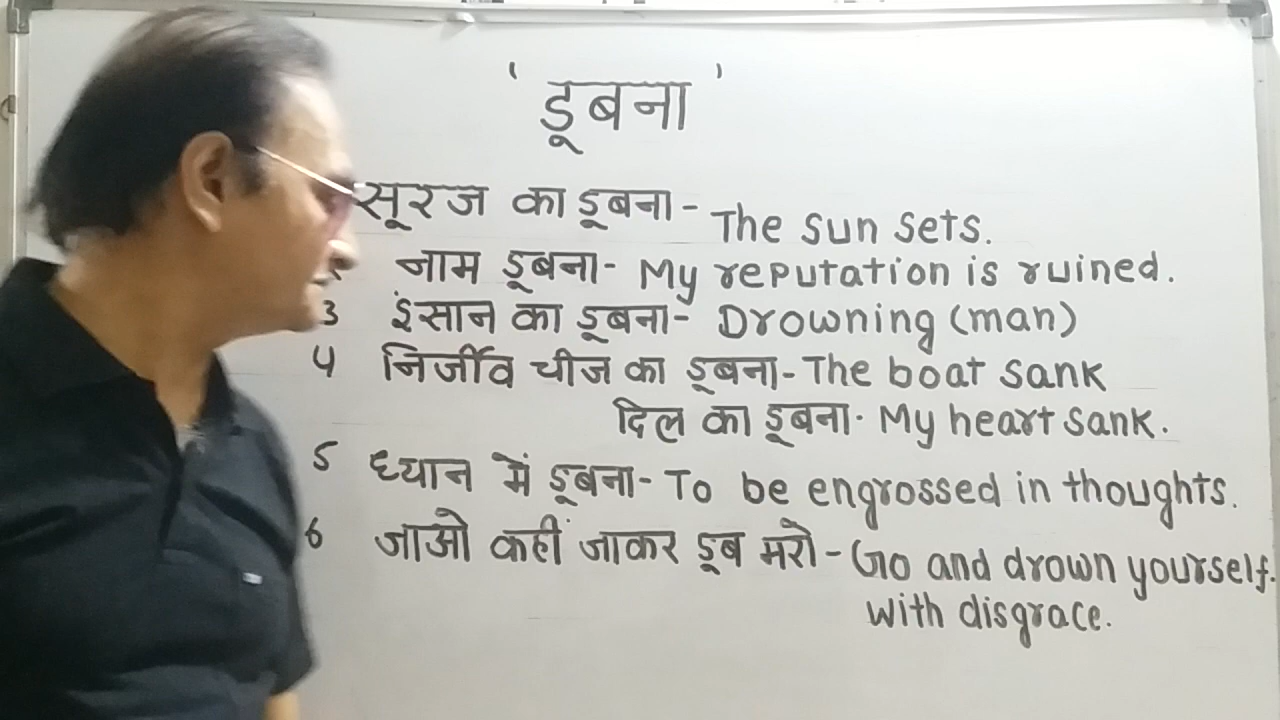 ' डूबना '
सूरज का डूबना - The sun sets.
नाम डूबना - My reputation is ruined.
3 इंसान का डूबना - Drowning (man)
4 निर्जीव चीज का डूबना - The boat sank
दिल का डूबना - My heart sank.
5 ध्यान में डूबना - To be engrossed in thoughts.
6 जाओ कहीं जाकर डूब मरो - Go and drown yourself.
with disgrace.